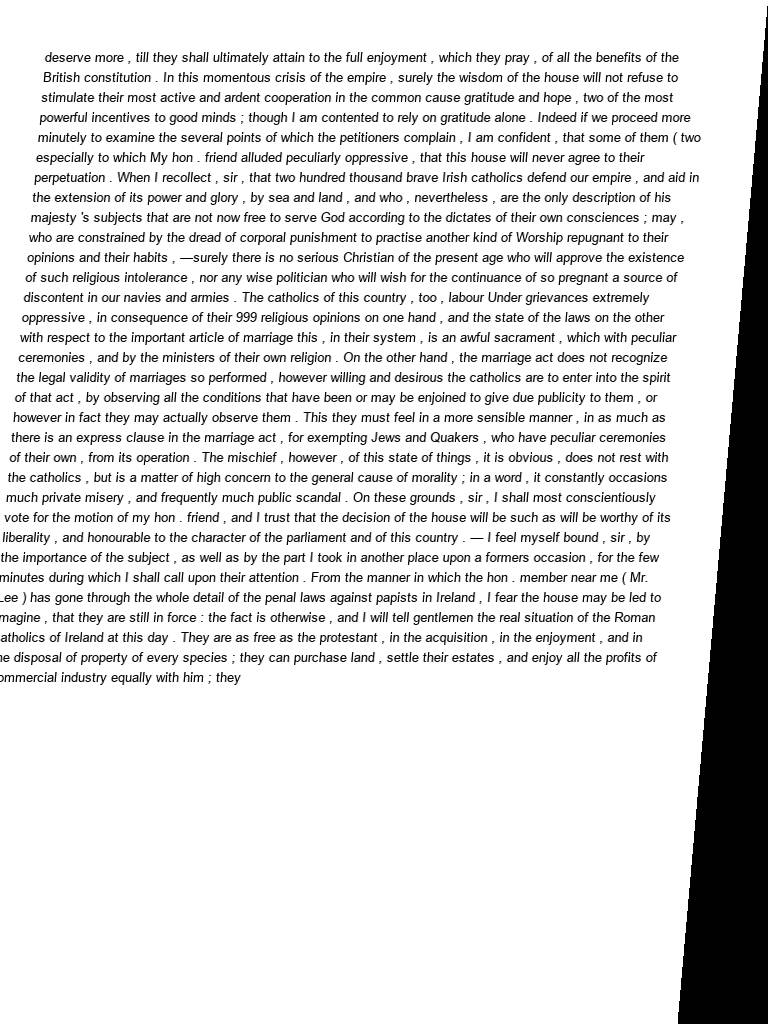 deserve more , till they shall ultimately attain to the full enjoyment , which they pray , of all the benefits of the
British constitution . In this momentous crisis of the empire , surely the wisdom of the house will not refuse to
stimulate their most active and ardent cooperation in the common cause gratitude and hope , two of the most
powerful incentives to good minds ; though I am contented to rely on gratitude alone . Indeed if we proceed more
minutely to examine the several points of which the petitioners complain , I am confident , that some of them ( two
especially to which My hon . friend alluded peculiarly oppressive , that this house will never agree to their
perpetuation . When I recollect , sir , that two hundred thousand brave Irish catholics defend our empire , and aid in
the extension of its power and glory , by sea and land , and who , nevertheless , are the only description of his
majesty 's subjects that are not now free to serve God according to the dictates of their own consciences ; may ,
who are constrained by the dread of corporal punishment to practise another kind of Worship repugnant to their
opinions and their habits , —surely there is no serious Christian of the present age who will approve the existence
of such religious intolerance , nor any wise politician who will wish for the continuance of so pregnant a source of
discontent in our navies and armies . The catholics of this country , too , labour Under grievances extremely
oppressive , in consequence of their 999 religious opinions on one hand , and the state of the laws on the other
with respect to the important article of marriage this , in their system , is an awful sacrament , which with peculiar
ceremonies , and by the ministers of their own religion . On the other hand , the marriage act does not recognize
the legal validity of marriages so performed , however willing and desirous the catholics are to enter into the spirit
of that act , by observing all the conditions that have been or may be enjoined to give due publicity to them , or
however in fact they may actually observe them . This they must feel in a more sensible manner , in as much as
there is an express clause in the marriage act , for exempting Jews and Quakers , who have peculiar ceremonies
of their own , from its operation . The mischief , however , of this state of things , it is obvious , does not rest with
the catholics , but is a matter of high concern to the general cause of morality ; in a word , it constantly occasions
much private misery , and frequently much public scandal . On these grounds , sir , I shall most conscientiously
vote for the motion of my hon . friend , and I trust that the decision of the house will be such as will be worthy of its
liberality , and honourable to the character of the parliament and of this country . — I feel myself bound , sir , by
the importance of the subject , as well as by the part I took in another place upon a formers occasion , for the few
minutes during which I shall call upon their attention . From the manner in which the hon . member near me ( Mr.
Lee ) has gone through the whole detail of the penal laws against papists in Ireland , I fear the house may be led to
magine , that they are still in force : the fact is otherwise , and I will tell gentlemen the real situation of the Roman
atholics of Ireland at this day . They are as free as the protestant , in the acquisition , in the enjoyment , and in
he disposal of property of every species ; they can purchase land , settle their estates , and enjoy all the profits of
ommercial industry equally with him ; they